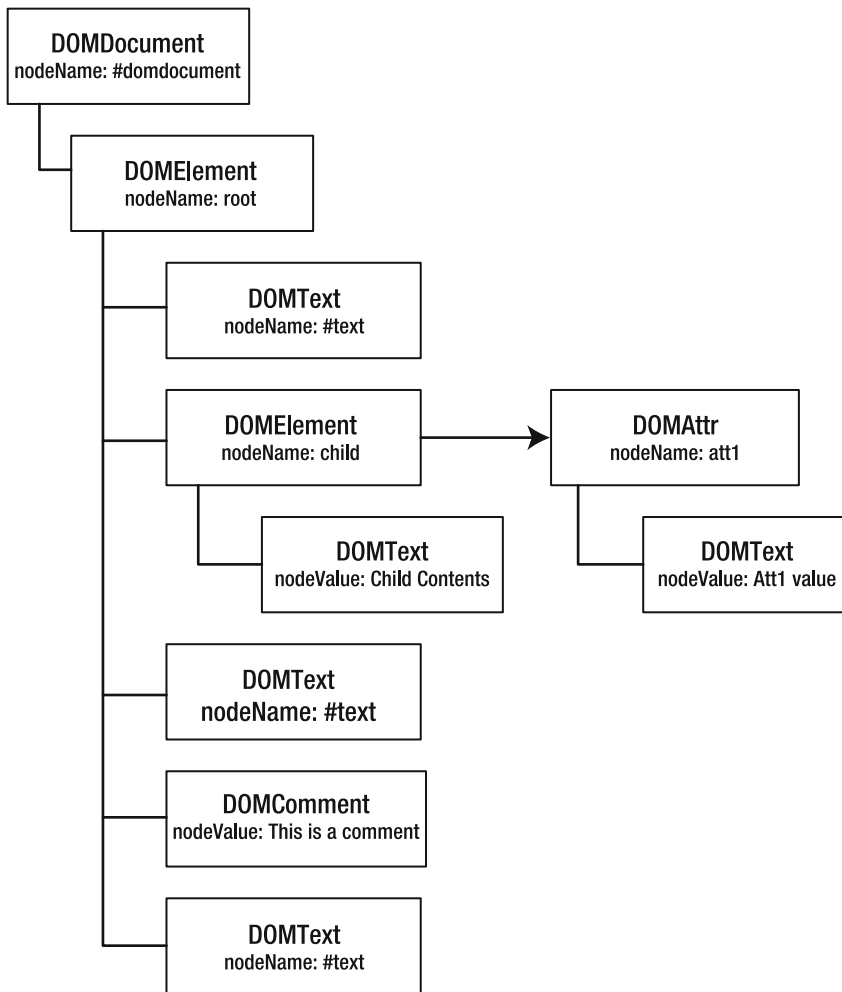 DOMDocument
nodeName: #domdocument
DOMElement
nodeName: root
DOMText
nodeName: #text
DOMElement
nodeName: child
DOMAttr
nodeName: att1
DOMText
nodeValue: Child Contents
DOMText
nodeValue: Att1 value
DOMText
nodeName: #text
DOMComment
nodeValue: This is a comment
DOMText
nodeName: #text